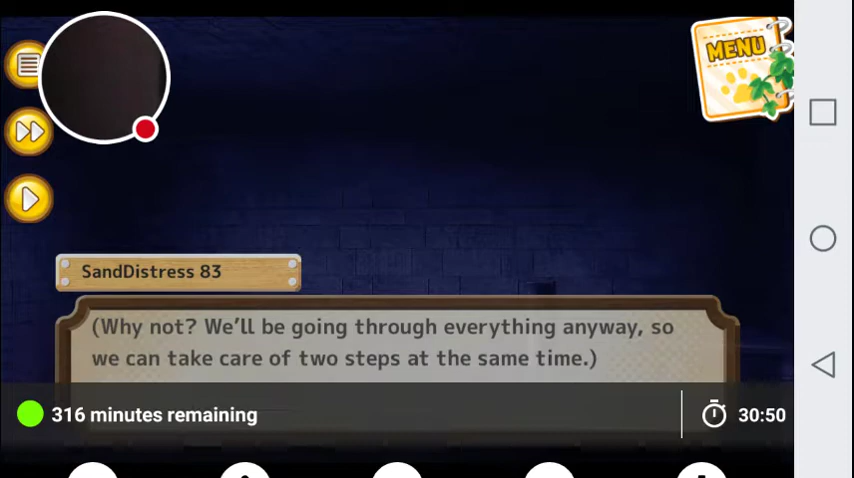 MENU
SandDistress 83
(Why not? We'll be going through everything anyway, so
we can take care of two steps at the same time.)
316 minutes remaining
30:50